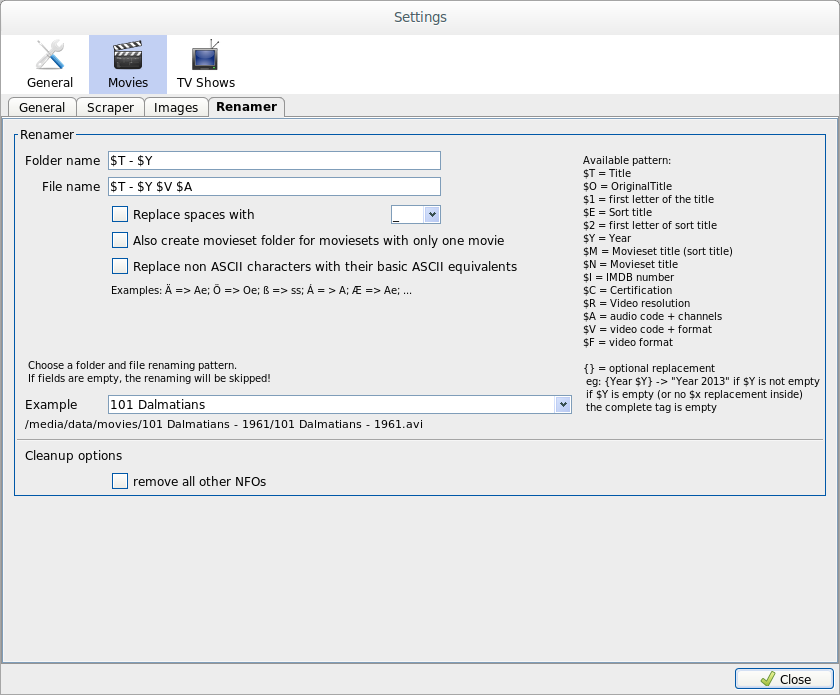 Settings
General
Movies
TV Shows
General
Scraper
Images
Renamer
Renamer
Folder name
$T - $Y
File name
$T - $Y $V $A
Replace spaces with
_
Also create movieset folder for moviesets with only one movie
Replace non ASCII characters with their basic ASCII equivalents
Examples: Ä => Ae; Ö => Oe; ß => ss; Á = > A; Æ => Ae; ...
Choose a folder and file renaming pattern.
If fields are empty, the renaming will be skipped!
Example
101 Dalmatians
/media/data/movies/101 Dalmatians - 1961/101 Dalmatians - 1961.avi
Available pattern:
$T = Title
$O = OriginalTitle
$1 = first letter of the title
$E = Sort title
$2 = first letter of sort title
$Y = Year
$M = Movieset title (sort title)
$N = Movieset title
$I = IMDB number
$C = Certification
$R = Video resolution
$A = audio code + channels
$V = video code + format
$F = video format
{} = optional replacement
eg: {Year $Y} -> "Year 2013" if $Y is not empty
if $Y is empty (or no $x replacement inside)
the complete tag is empty
Cleanup options
remove all other NFOs
Close